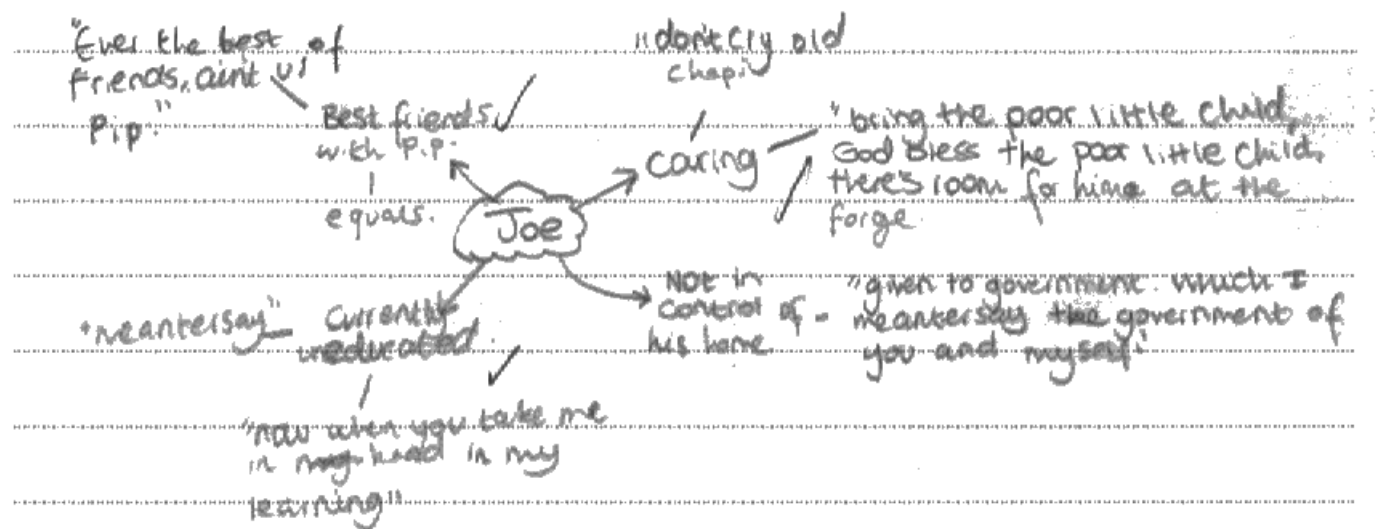 "Ever the best of
friends, aint us
Pip."
Best friends
with Pip.
equals.
Joe
"don't cry old
chap."
caring
"bring the poor little child,
God bless the poor little child,
there's room for him at the
forge.
Not in
control of
his home
"given to government. which I
meantersay the government of
you and myself."
"meantersay"
Currently
uneducated.
"now when you take me
in hand in my
learning"